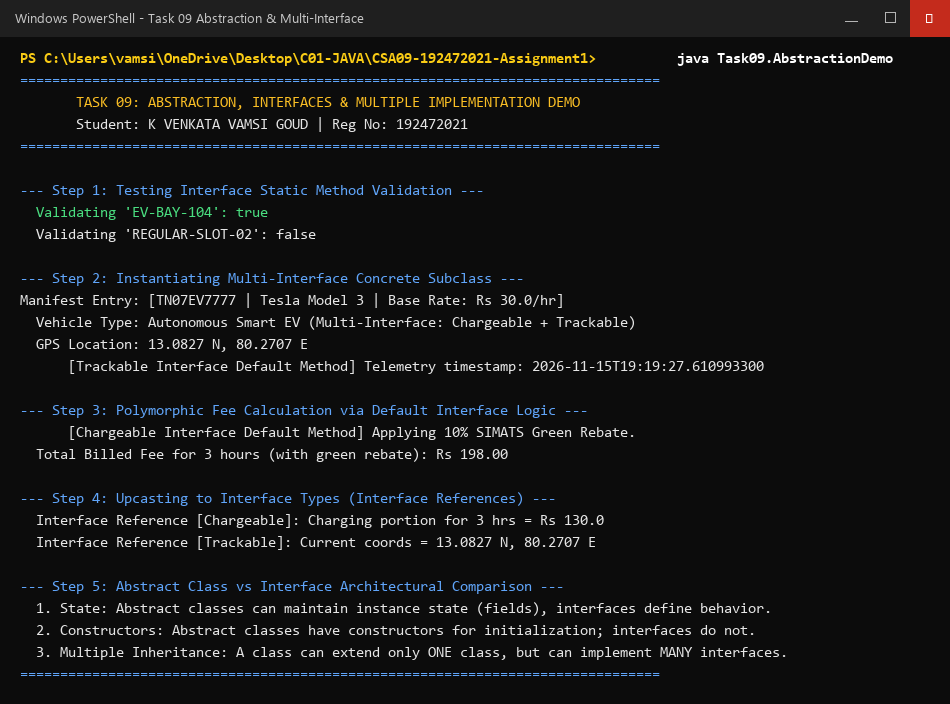 Windows PowerShell - Task 09 Abstraction & Multi-Interface
PS C:\Users\vamsi\OneDrive\Desktop\C01-JAVA\CSA09-192472021-Assignment1> java Task09.AbstractionDemo
================================================================================
TASK 09: ABSTRACTION, INTERFACES & MULTIPLE IMPLEMENTATION DEMO
Student: K VENKATA VAMSI GOUD | Reg No: 192472021
================================================================================
--- Step 1: Testing Interface Static Method Validation ---
Validating 'EV-BAY-104': true
Validating 'REGULAR-SLOT-02': false
--- Step 2: Instantiating Multi-Interface Concrete Subclass ---
Manifest Entry: [TN07EV7777 | Tesla Model 3 | Base Rate: Rs 30.0/hr]
Vehicle Type: Autonomous Smart EV (Multi-Interface: Chargeable + Trackable)
GPS Location: 13.0827 N, 80.2707 E
[Trackable Interface Default Method] Telemetry timestamp: 2026-11-15T19:19:27.610993300
--- Step 3: Polymorphic Fee Calculation via Default Interface Logic ---
[Chargeable Interface Default Method] Applying 10% SIMATS Green Rebate.
Total Billed Fee for 3 hours (with green rebate): Rs 198.00
--- Step 4: Upcasting to Interface Types (Interface References) ---
Interface Reference [Chargeable]: Charging portion for 3 hrs = Rs 130.0
Interface Reference [Trackable]: Current coords = 13.0827 N, 80.2707 E
--- Step 5: Abstract Class vs Interface Architectural Comparison ---
1. State: Abstract classes can maintain instance state (fields), interfaces define behavior.
2. Constructors: Abstract classes have constructors for initialization; interfaces do not.
3. Multiple Inheritance: A class can extend only ONE class, but can implement MANY interfaces.
================================================================================